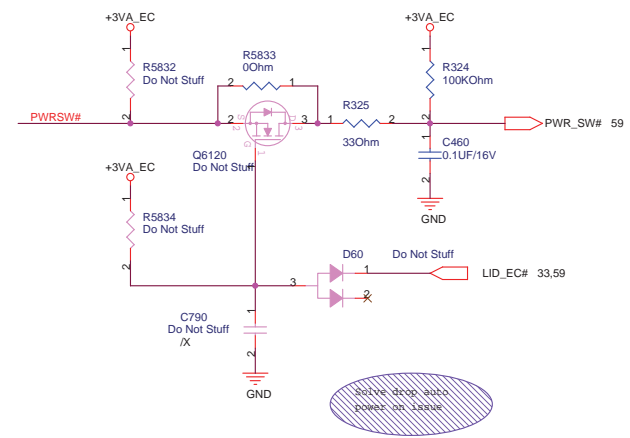 +3VA_EC
+3VA_EC
1
R5832
Do Not Stuff
2
R5833
0Ohm
2
1
1
R324
100KOhm
2
PWRSW#
2
S
2
D
3
3
G
1
Q6120
Do Not Stuff
1
R325
2
33Ohm
PWR_SW# 59
1
C460
0.1UF/16V
2
GND
+3VA_EC
1
R5834
Do Not Stuff
2
3
D60
Do Not Stuff
1
2
LID_EC# 33,59
1
C790
Do Not Stuff
/X
2
GND
Solve drop auto
power on issue